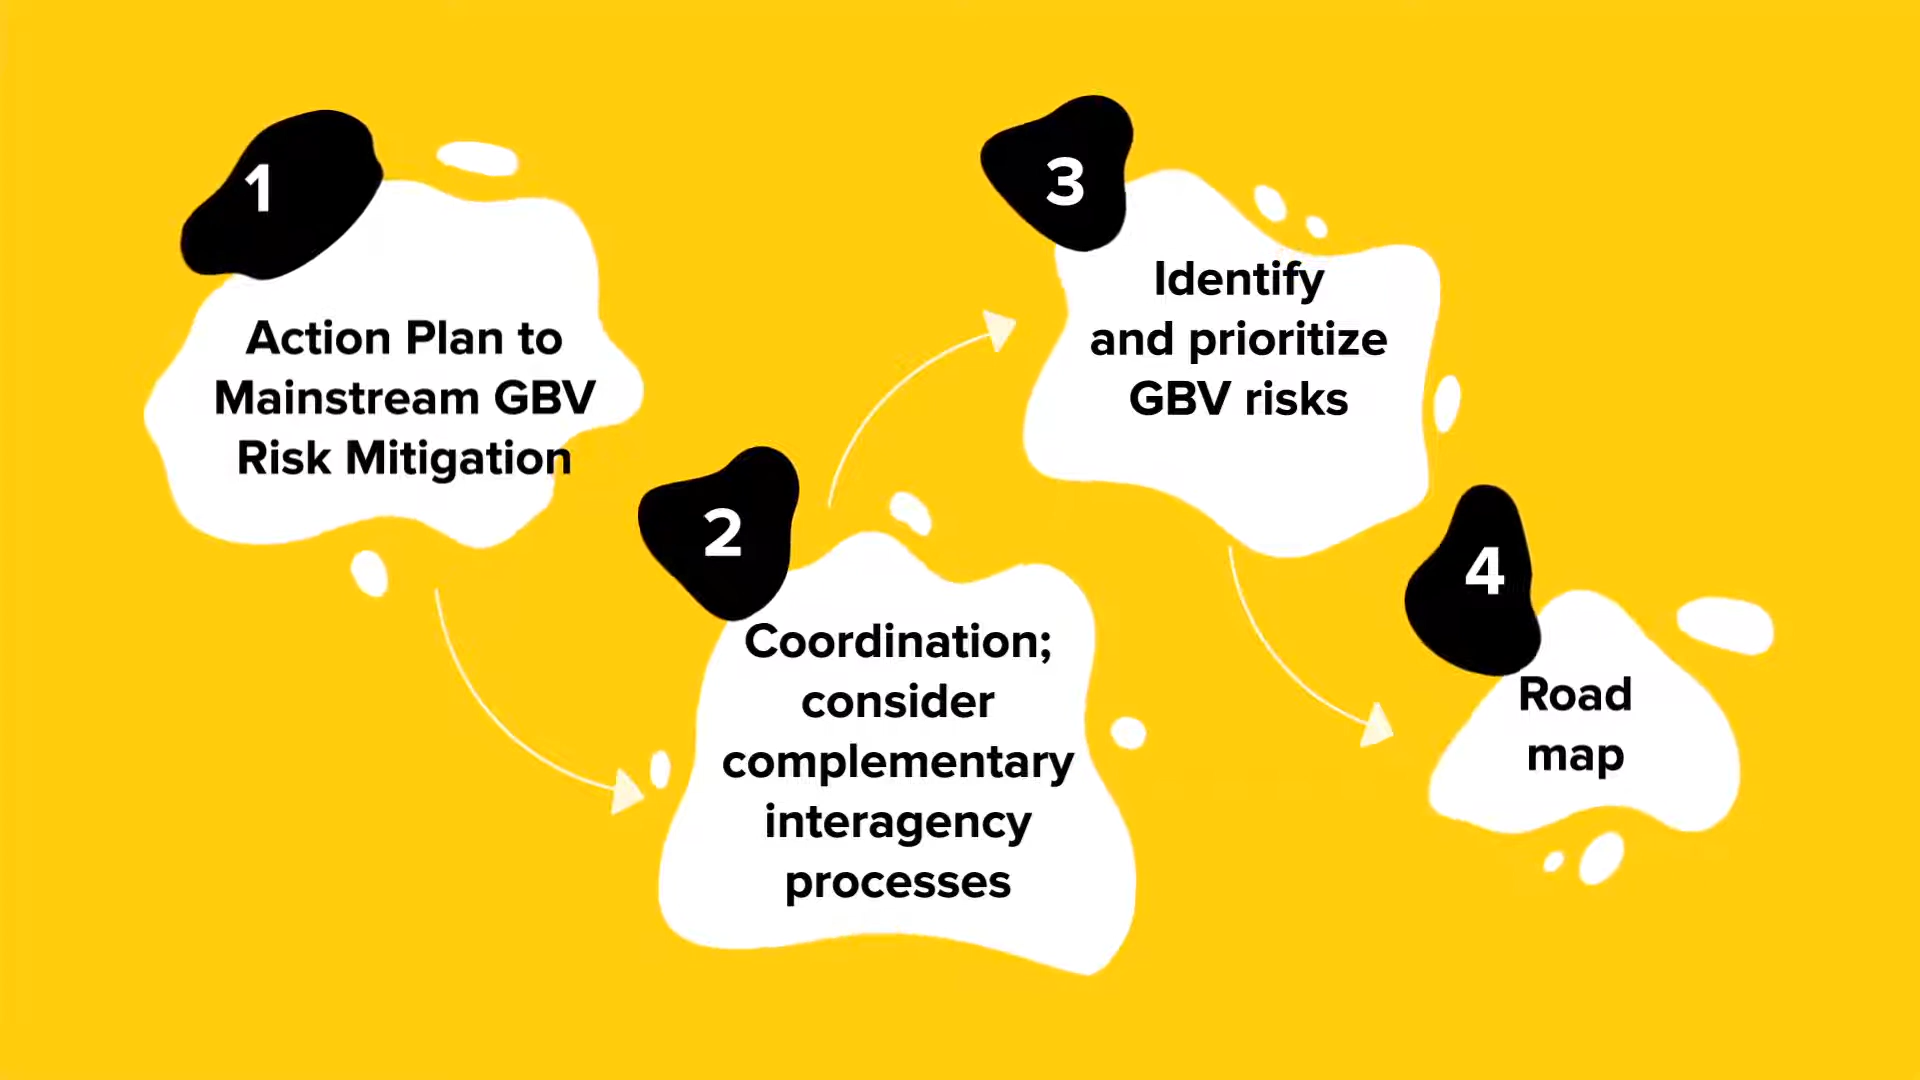 1
Action Plan to
Mainstream GBV
Risk Mitigation
2
Coordination;
consider
complementary
interagency
processes
3
Identify
and prioritize
GBV risks
4
Road
map